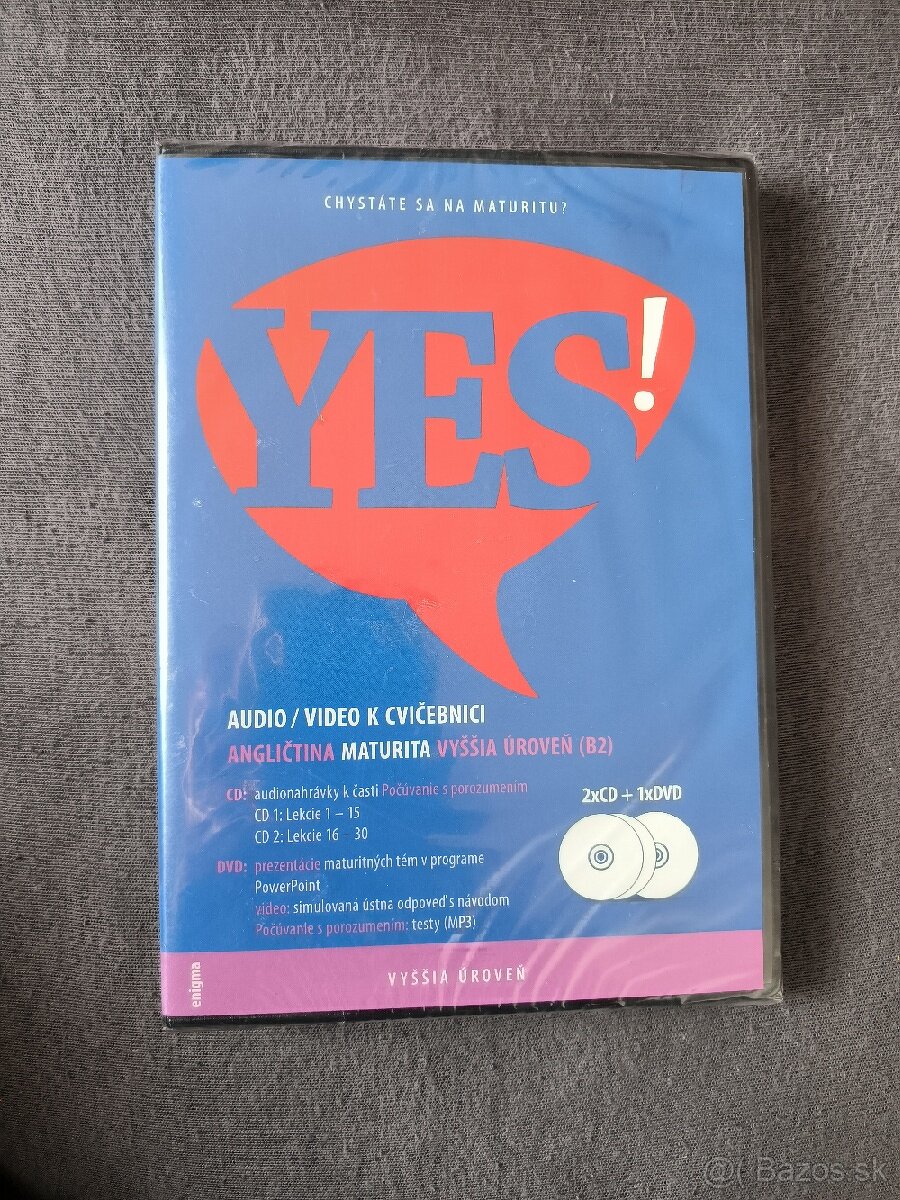 CHYSTÁTE SA NA MATURITU?
YES!
AUDIO / VIDEO K CVIČEBNICI
ANGLIČTINA MATURITA VYŠŠIA ÚROVEŇ (B2)
CD: audionahrávky k časti Počúvanie s porozumením
CD 1: Lekcie 1 – 15
CD 2: Lekcie 16 – 30
2xCD + 1xDVD
DVD: prezentácie maturitných tém v programe
PowerPoint
video: simulovaná ústna odpoveď s návodom
Počúvanie s porozumením: testy (MP3)
enigma
VYŠŠIA ÚROVEŇ
@( Bazos.sk